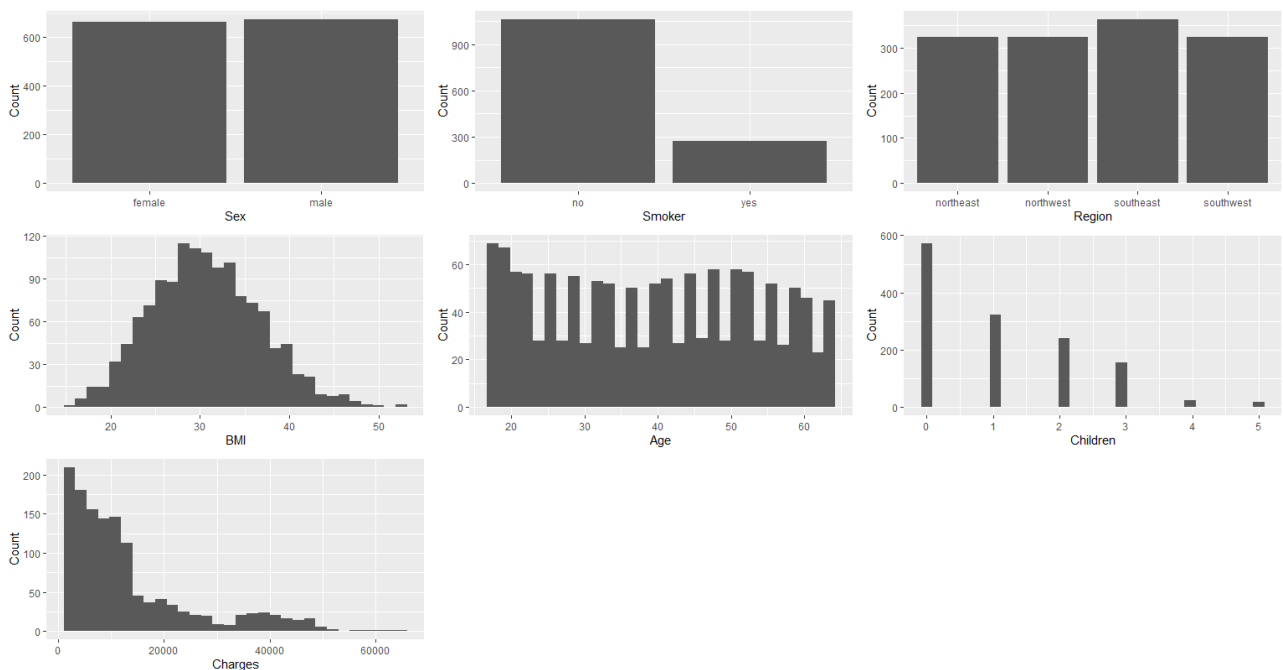 Count
600
400
200
0
female male
Sex
Count
900
600
300
0
no yes
Smoker
Count
300
200
100
0
northeast northwest southeast southwest
Region
Count
120
90
60
30
0
20 30 40 50
BMI
Count
60
40
20
0
20 30 40 50 60
Age
Count
600
400
200
0
0 1 2 3 4 5
Children
Count
200
150
100
50
0
0 20000 40000 60000
Charges